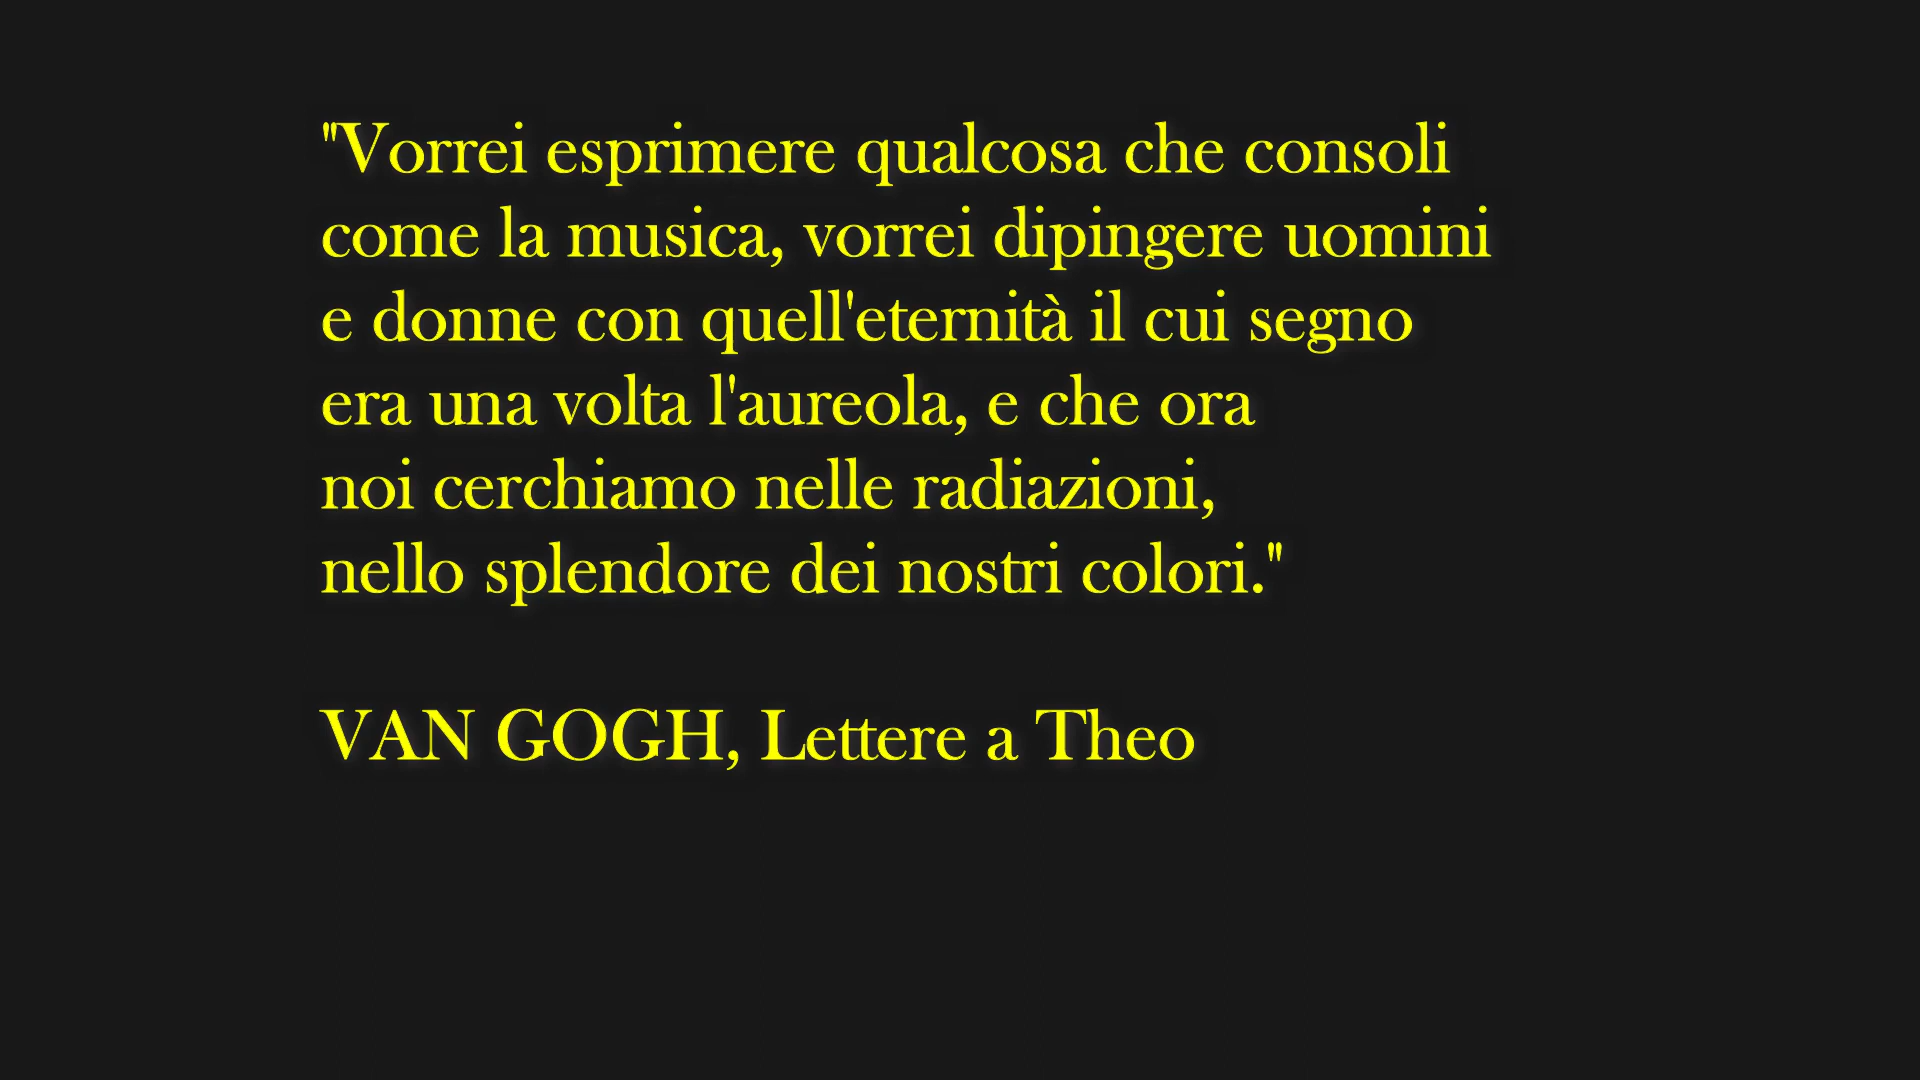 "Vorrei esprimere qualcosa che consoli
come la musica, vorrei dipingere uomini
e donne con quell'eternità il cui segno
era una volta l'aureola, e che ora
noi cerchiamo nelle radiazioni,
nello splendore dei nostri colori."
VAN GOGH, Lettere a Theo